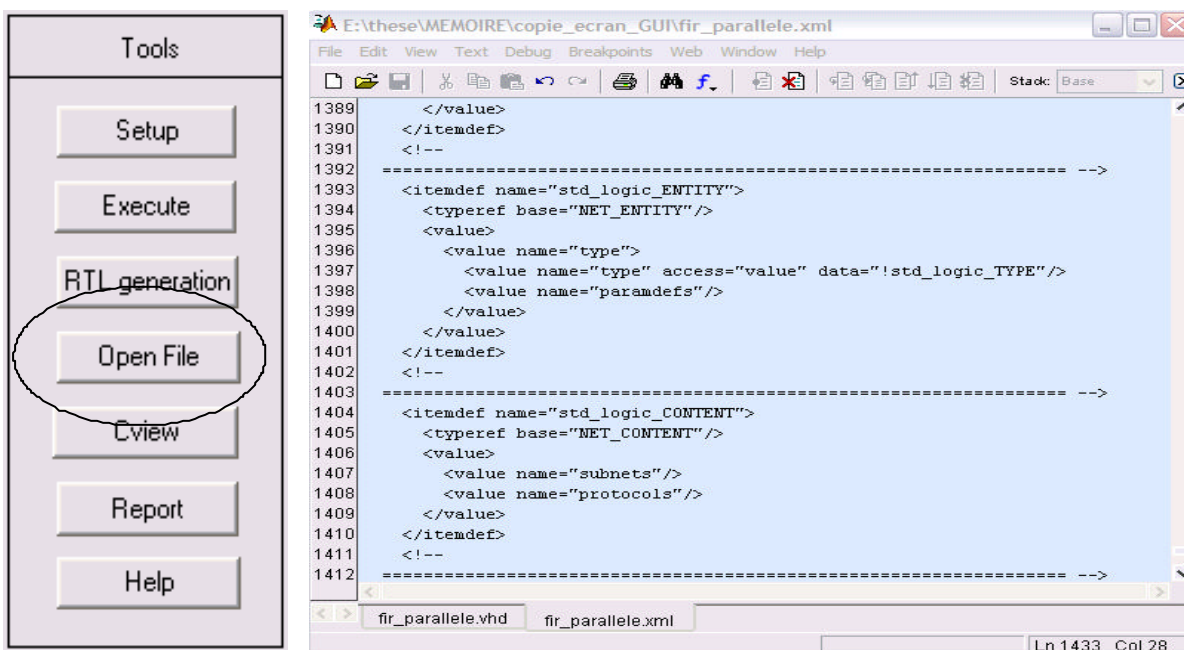 Tools
Setup
Execute
RTL generation
Open File
Cview
Report
Help
E:\these\MEMOIRE\copie_ecran_GUI\fir_parallele.xml
File Edit View Text Debug Breakpoints Web Window Help
Stack: Base
1389 </value>
1390 </itemdef>
1391 <!--
1392 ================================================================== -->
1393 <itemdef name="std_logic_ENTITY">
1394 <typeref base="NET_ENTITY"/>
1395 <value>
1396 <value name="type">
1397 <value name="type" access="value" data="!std_logic_TYPE"/>
1398 <value name="paramdefs"/>
1399 </value>
1400 </value>
1401 </itemdef>
1402 <!--
1403 ================================================================== -->
1404 <itemdef name="std_logic_CONTENT">
1405 <typeref base="NET_CONTENT"/>
1406 <value>
1407 <value name="subnets"/>
1408 <value name="protocols"/>
1409 </value>
1410 </itemdef>
1411 <!--
1412 ================================================================== -->
fir_parallele.vhd fir_parallele.xml
Ln 1433 Col 28